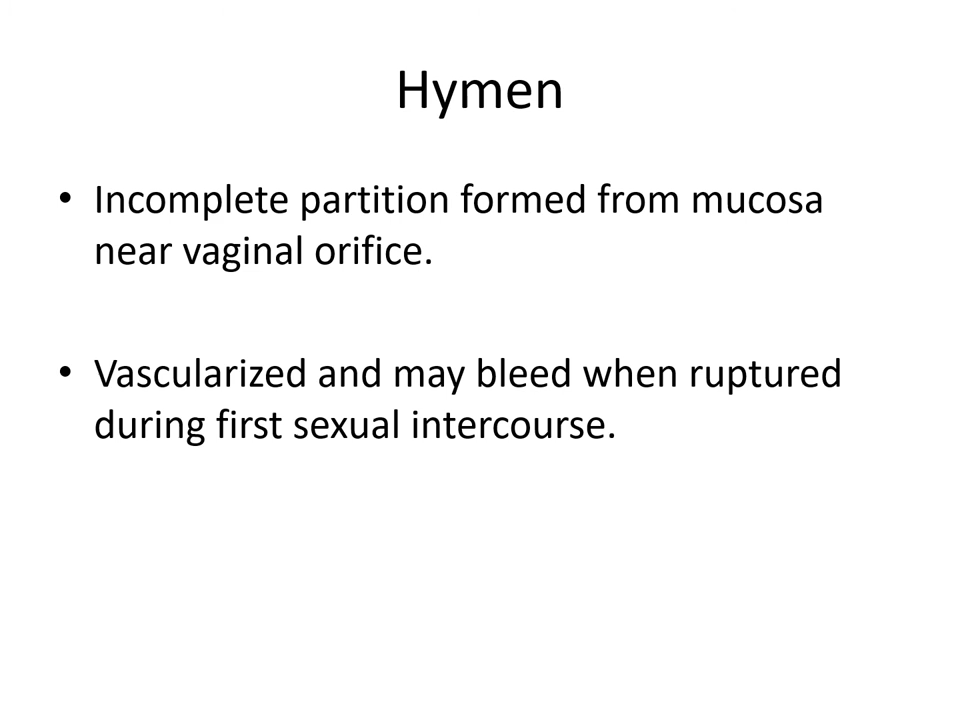 Hymen
• Incomplete partition formed from mucosa
near vaginal orifice.
• Vascularized and may bleed when ruptured
during first sexual intercourse.